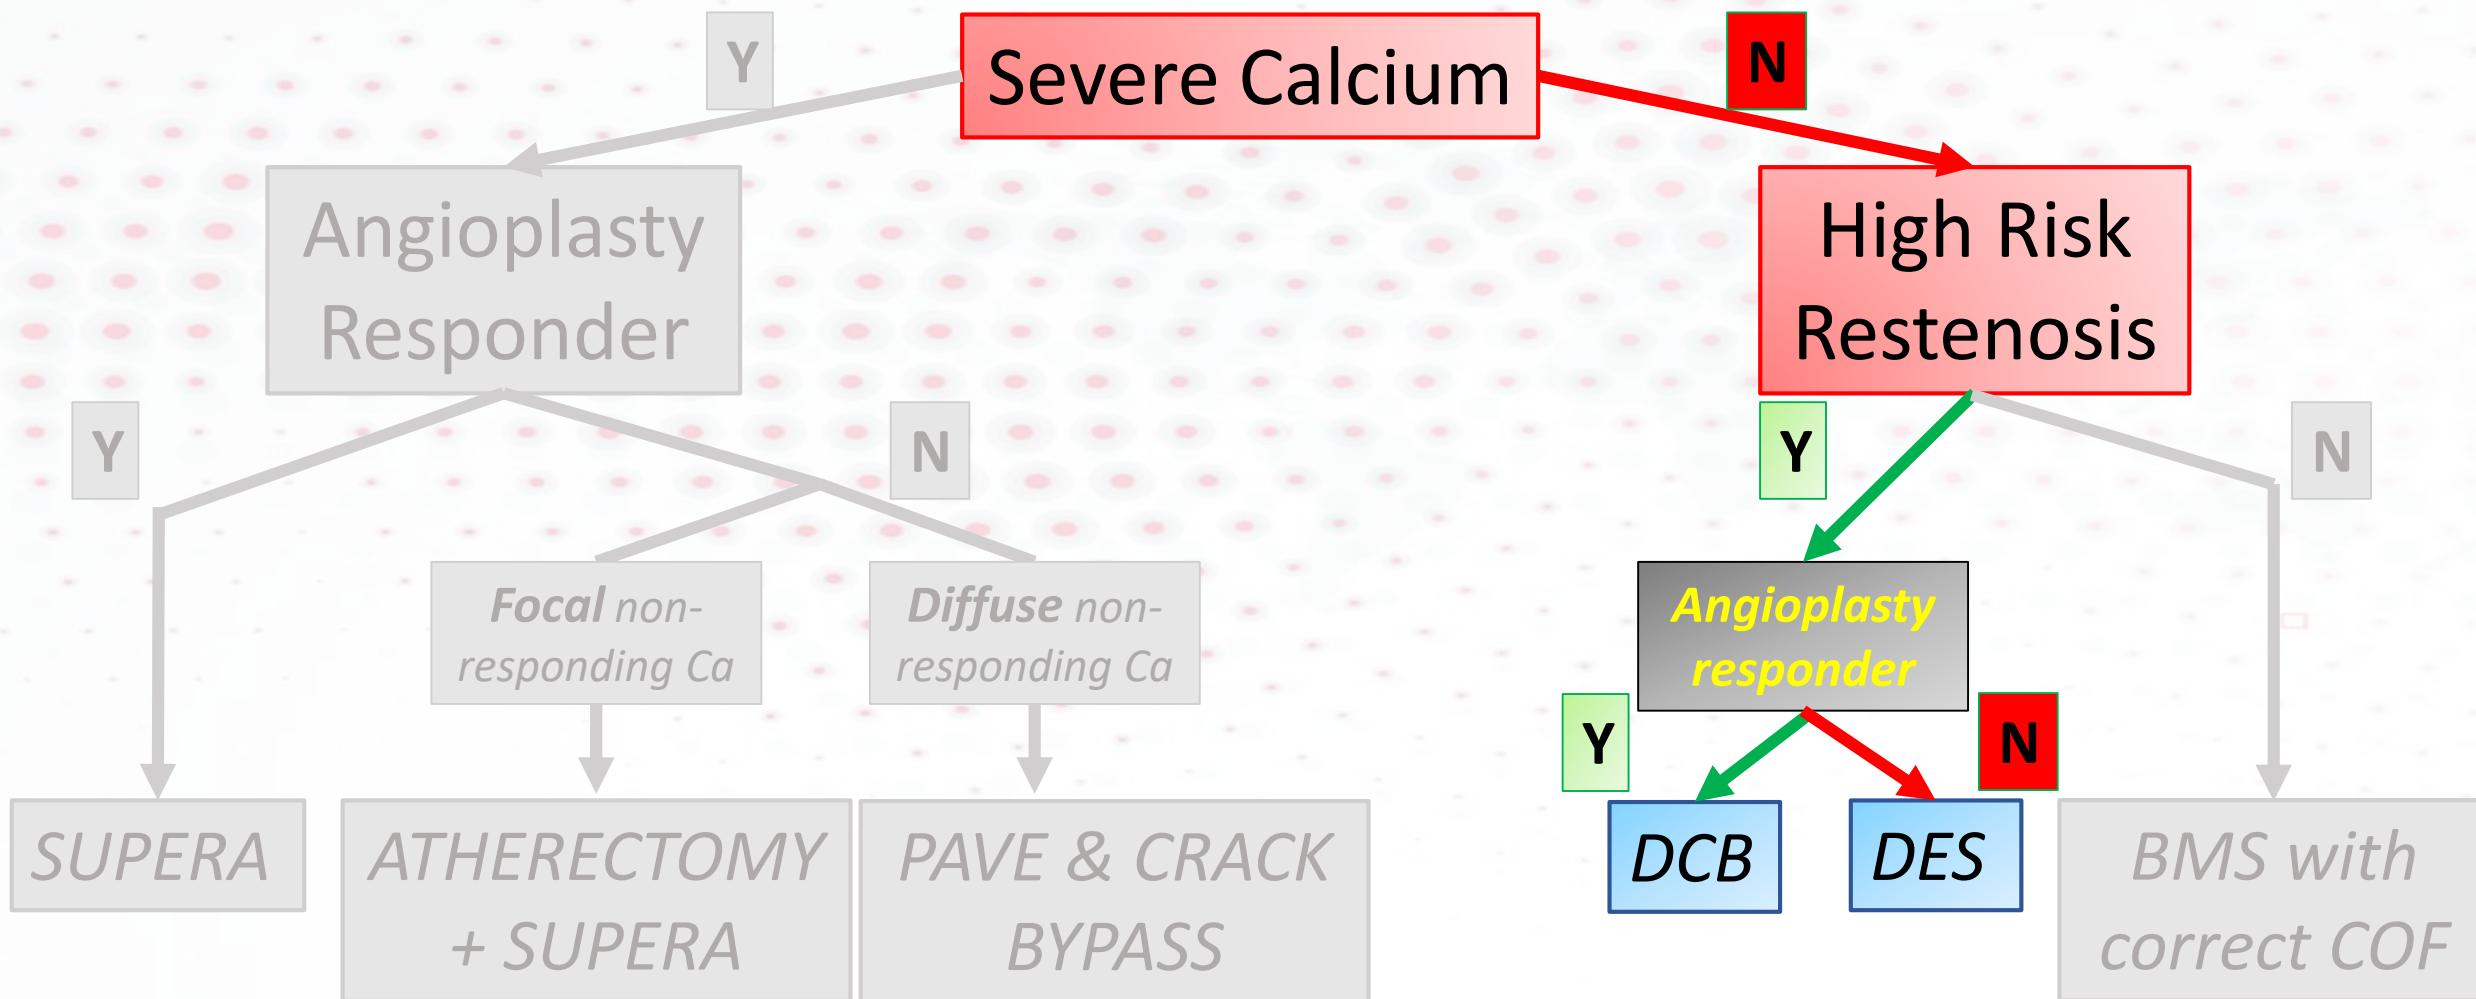 Y
Severe Calcium
N
Angioplasty
Responder
High Risk
Restenosis
Y
N
Y
N
Focal non-
responding Ca
Diffuse non-
responding Ca
Angioplasty
responder
Y
N
SUPERA
ATHERECTOMY
+ SUPERA
PAVE & CRACK
BYPASS
DCB
DES
BMS with
correct COF